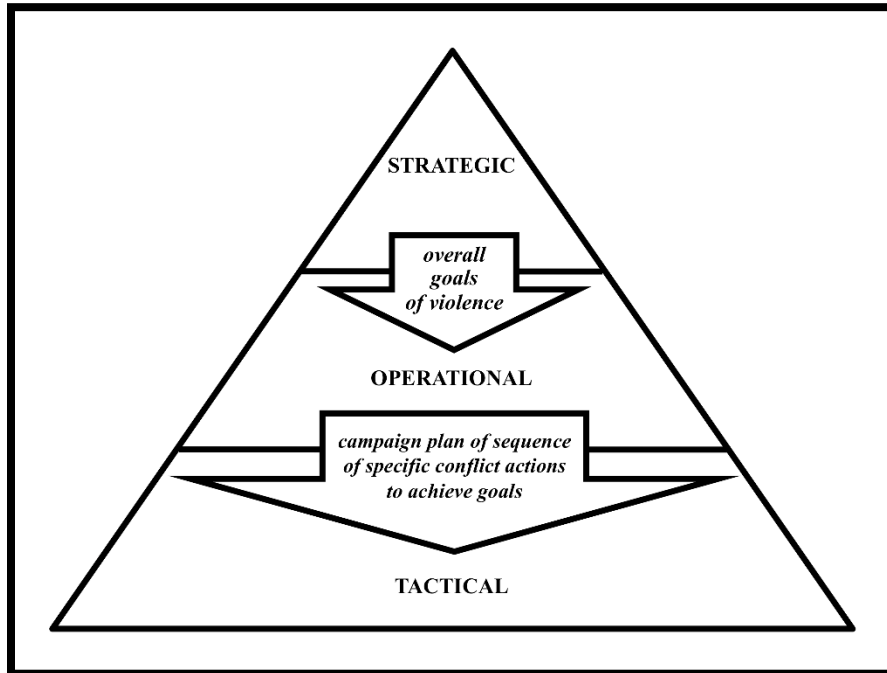 STRATEGIC
overall
goals
of violence
OPERATIONAL
campaign plan of sequence
of specific conflict actions
to achieve goals
TACTICAL